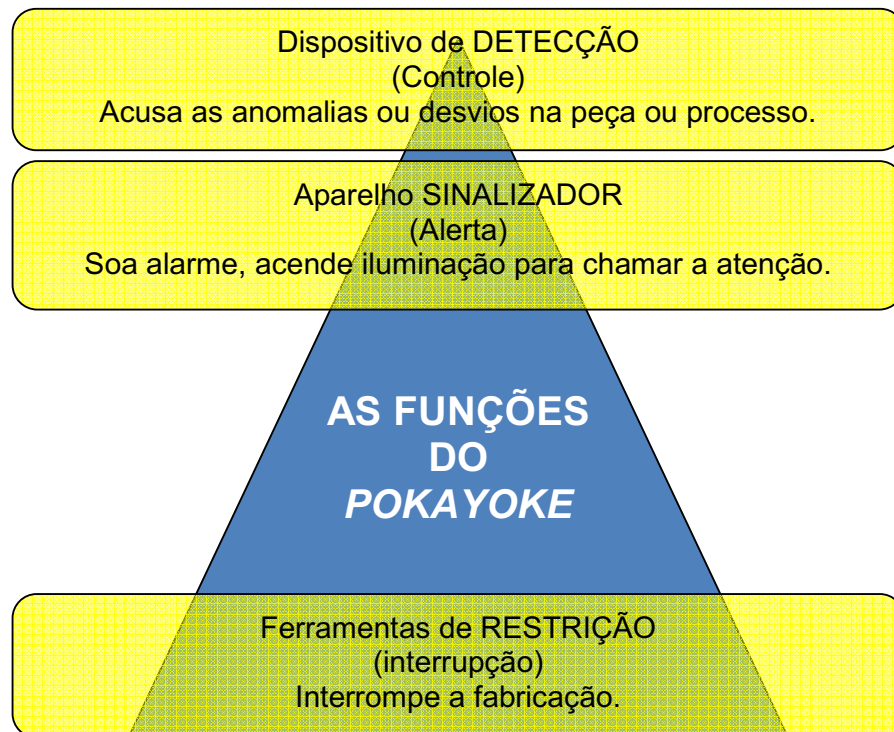 Dispositivo de DETECÇÃO
(Controle)
Acusa as anomalias ou desvios na peça ou processo.
Aparelho SINALIZADOR
(Alerta)
Soa alarme, acende iluminação para chamar a atenção.
AS FUNÇÕES
DO
POKAYOKE
Ferramentas de RESTRIÇÃO
(interrupção)
Interrompe a fabricação.